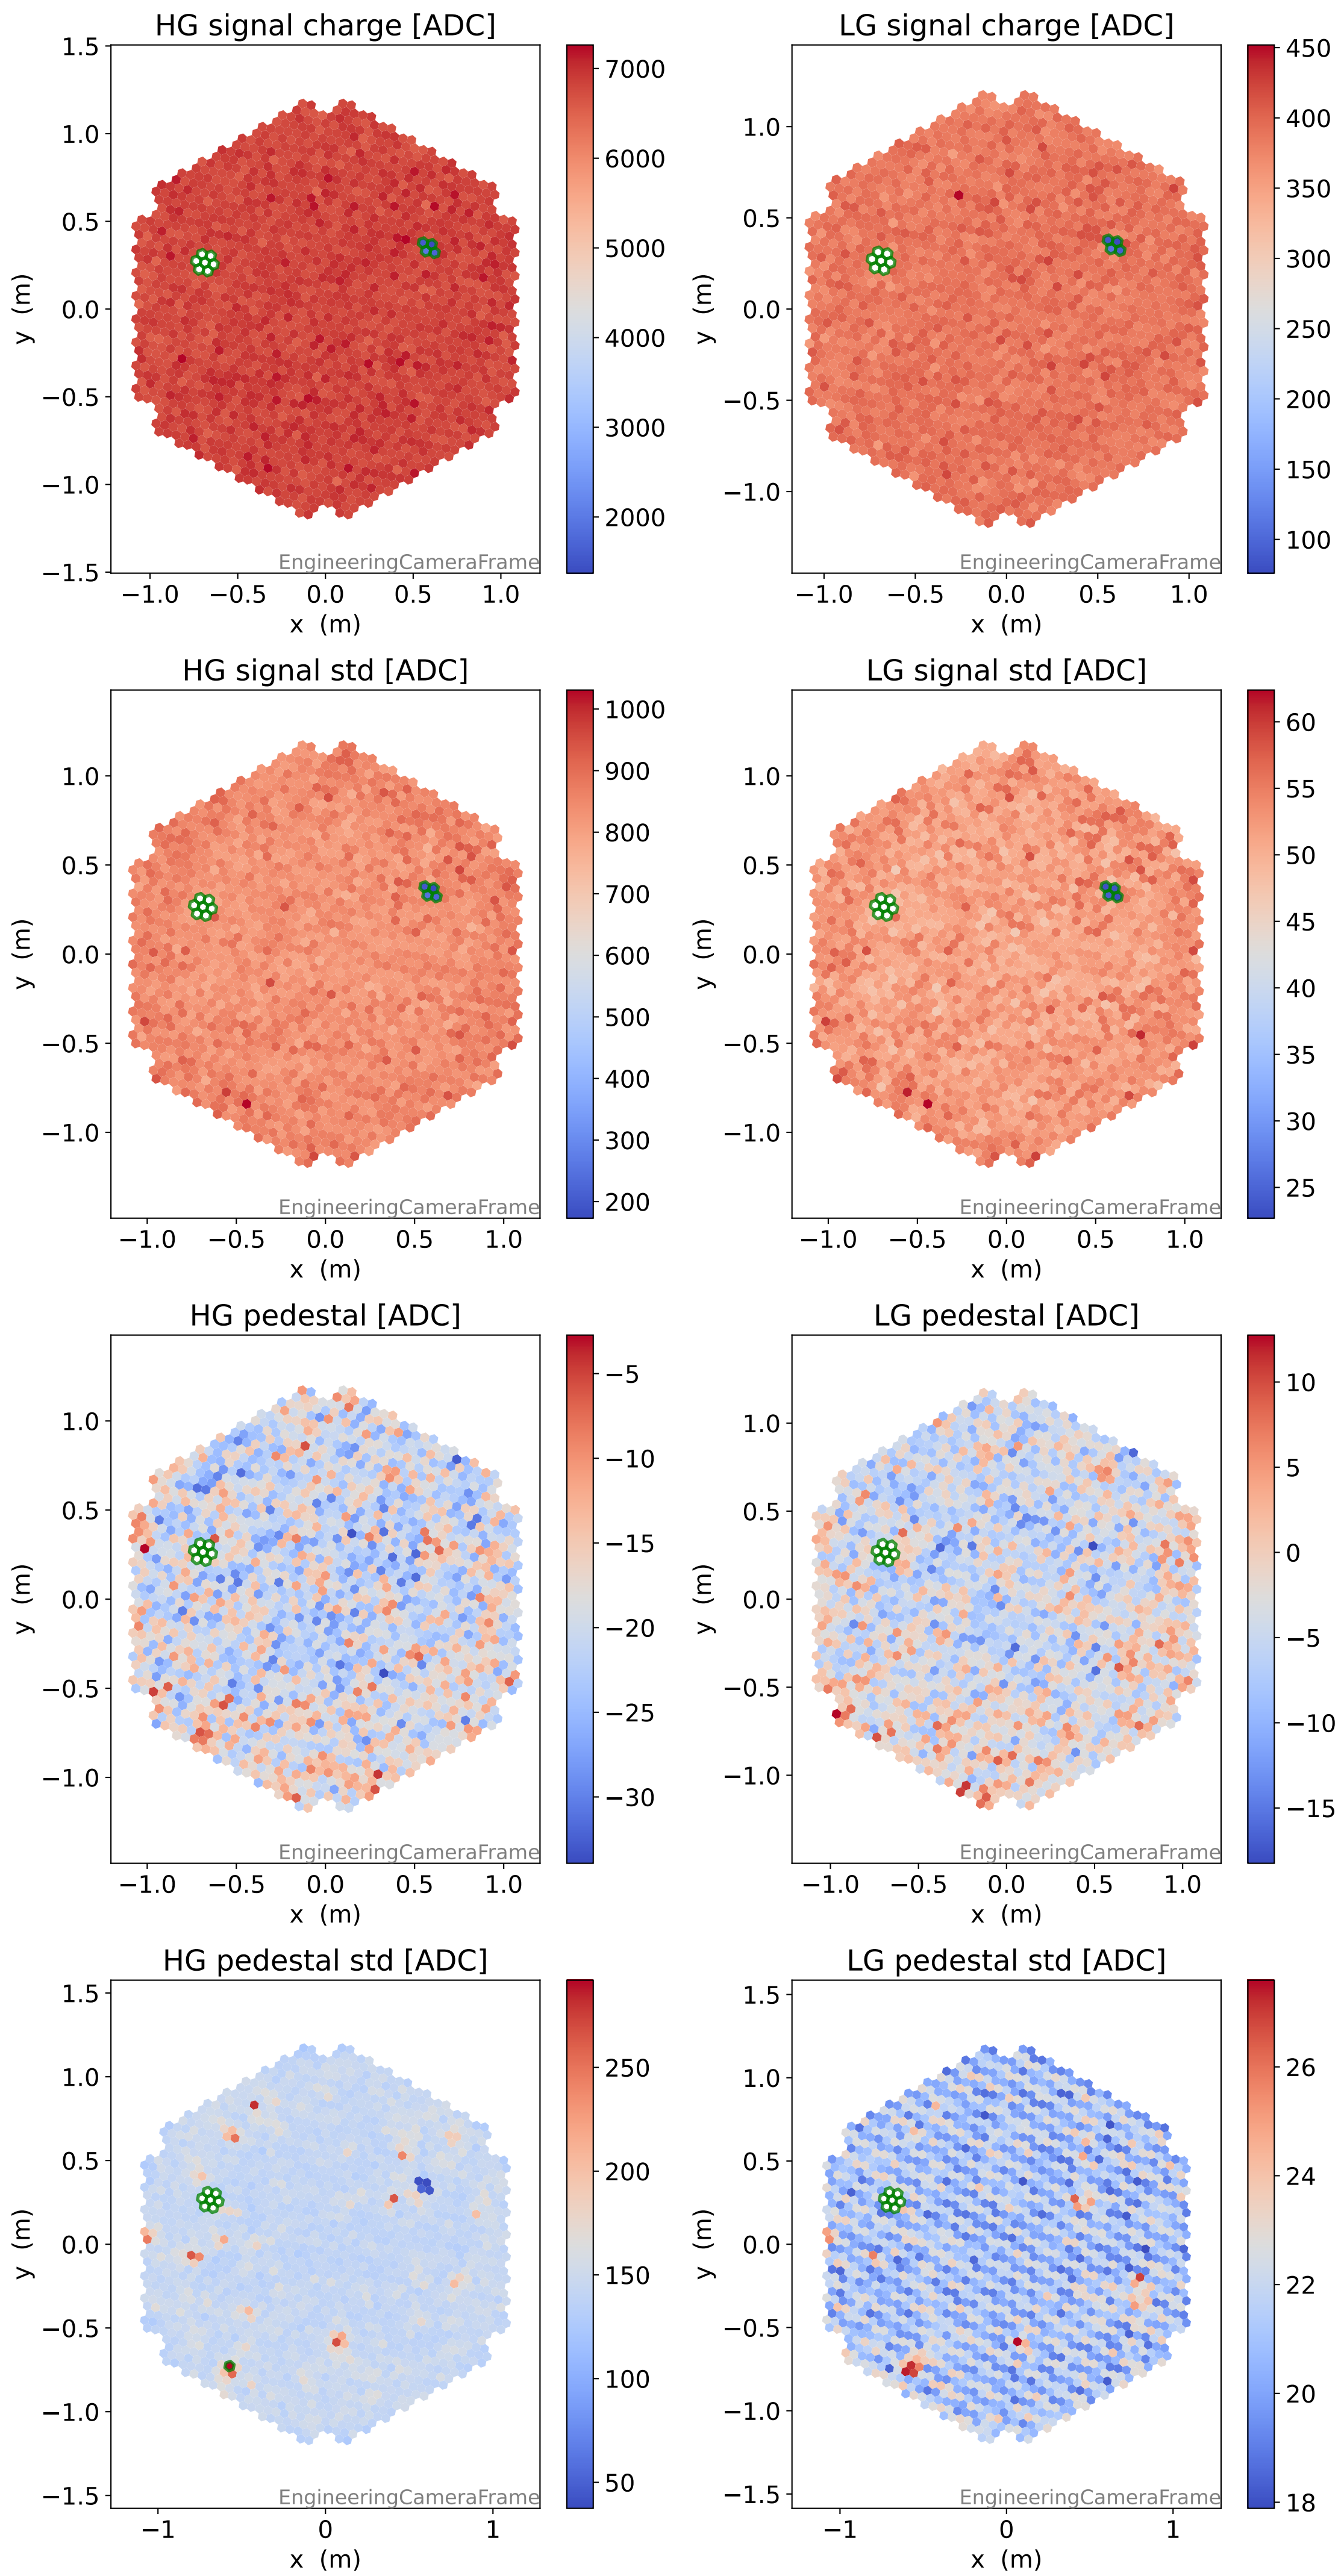 HG signal charge [ADC]
1.5
1.0
0.5
0.0
−0.5
−1.0
−1.5
y (m)
−1.0 −0.5 0.0 0.5 1.0
x (m)
EngineeringCameraFrame
7000
6000
5000
4000
3000
2000
LG signal charge [ADC]
1.0
0.5
0.0
−0.5
−1.0
y (m)
−1.0 −0.5 0.0 0.5 1.0
x (m)
EngineeringCameraFrame
450
400
350
300
250
200
150
100
HG signal std [ADC]
1.0
0.5
0.0
−0.5
−1.0
y (m)
−1.0 −0.5 0.0 0.5 1.0
x (m)
EngineeringCameraFrame
1000
900
800
700
600
500
400
300
200
LG signal std [ADC]
1.0
0.5
0.0
−0.5
−1.0
y (m)
−1.0 −0.5 0.0 0.5 1.0
x (m)
EngineeringCameraFrame
60
55
50
45
40
35
30
25
HG pedestal [ADC]
1.0
0.5
0.0
−0.5
−1.0
y (m)
−1.0 −0.5 0.0 0.5 1.0
x (m)
EngineeringCameraFrame
−5
−10
−15
−20
−25
−30
LG pedestal [ADC]
1.0
0.5
0.0
−0.5
−1.0
y (m)
−1.0 −0.5 0.0 0.5 1.0
x (m)
EngineeringCameraFrame
10
5
0
−5
−10
−15
HG pedestal std [ADC]
1.5
1.0
0.5
0.0
−0.5
−1.0
−1.5
y (m)
−1 0 1
x (m)
EngineeringCameraFrame
250
200
150
100
50
LG pedestal std [ADC]
1.5
1.0
0.5
0.0
−0.5
−1.0
−1.5
y (m)
−1 0 1
x (m)
EngineeringCameraFrame
26
24
22
20
18